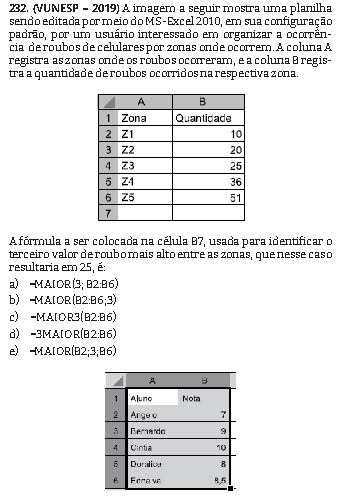 232. (VUNESP – 2019) A imagem a seguir mostra uma planilha
sendo editada por meio do MS-Excel 2010, em sua configuração
padrão, por um usuário interessado em organizar a ocorrên-
cia de roubos de celulares por zonas onde ocorrem. A coluna A
registra as zonas onde os roubos ocorreram, e a coluna B regis-
tra a quantidade de roubos ocorridos na respectiva zona.
A B
1 Zona Quantidade
2 Z1 10
3 Z2 20
4 Z3 25
5 Z4 36
6 Z5 51
7
A fórmula a ser colocada na célula B7, usada para identificar o
terceiro valor de roubo mais alto entre as zonas, que nesse caso
resultaria em 25, é:
a) =MAIOR(3; B2:B6)
b) =MAIOR(B2:B6;3)
c) =MAIOR3(B2:B6)
d) =3MAIOR(B2:B6)
e) =MAIOR(B2;3;B6)
A B
1 Aluno Nota
2 Angelo 7
3 Bernardo 9
4 Cintia 10
5 Doralice 8
6 Edna va 8,5